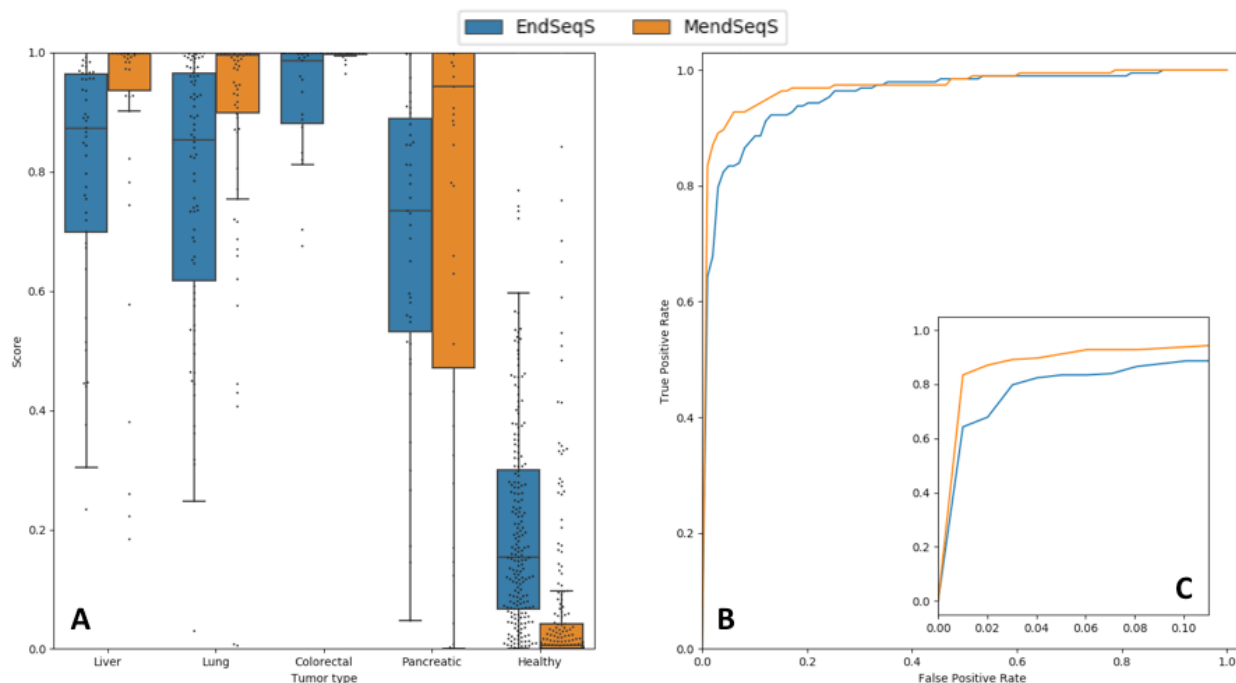 EndSeqS MendSeqS
1.0
0.8
0.6
0.4
0.2
0.0
Score
A
Liver Lung Colorectal Pancreatic Healthy
Tumor type
1.0
0.8
0.6
0.4
0.2
0.0
True Positive Rate
B
0.0 0.2 0.4 0.6 0.8 1.0
False Positive Rate
1.0
0.8
0.6
0.4
0.2
0.0
C
0.00 0.02 0.04 0.06 0.08 0.10